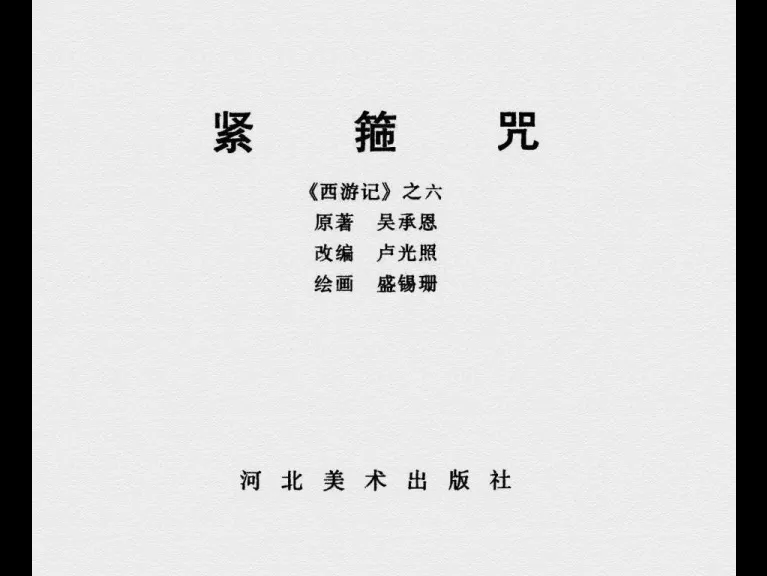 紧箍咒
《西游记》之六
原著 吴承恩
改编 卢光照
绘画 盛锡珊
河北美术出版社